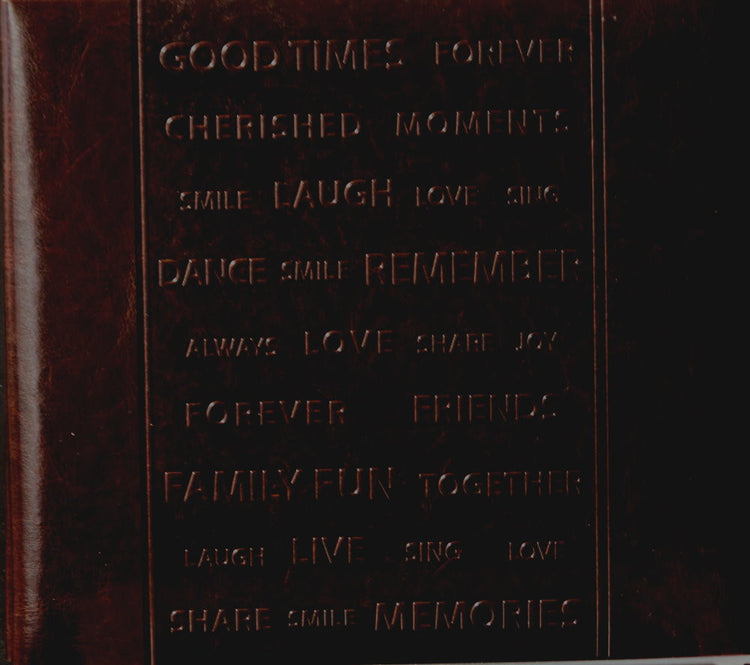 GOOD TIMES FOREVER
CHERISHED MOMENTS
SMILE LAUGH LOVE SING
DANCE SMILE REMEMBER
ALWAYS LOVE SHARE JOY
FOREVER FRIENDS
FAMILY FUN TOGETHER
LAUGH LIVE SING LOVE
SHARE SMILE MEMORIES